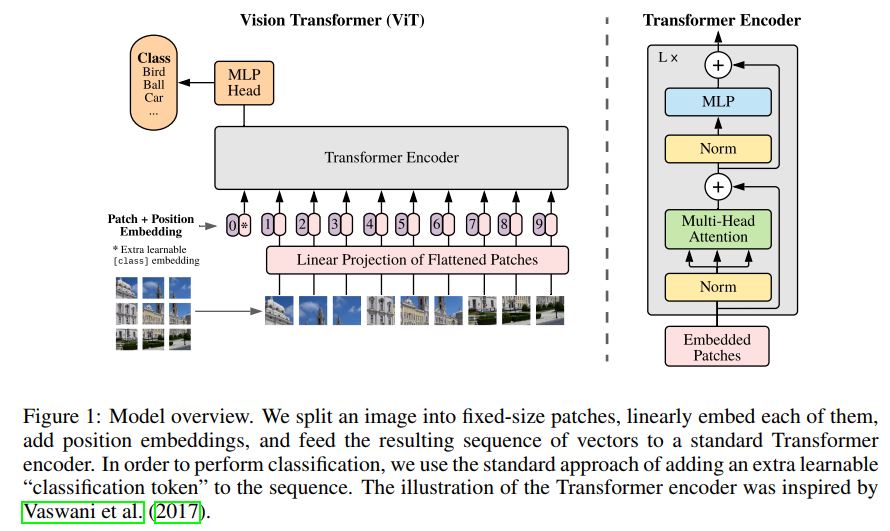 Vision Transformer (ViT)
Class
Bird
Ball
Car
...
MLP
Head
Transformer Encoder
Patch + Position
Embedding
0 * 1 2 3 4 5 6 7 8 9
* Extra learnable
[class] embedding
Linear Projection of Flattened Patches
Transformer Encoder
L x
+
MLP
Norm
+
Multi-Head
Attention
Norm
Embedded
Patches
Figure 1: Model overview. We split an image into fixed-size patches, linearly embed each of them,
add position embeddings, and feed the resulting sequence of vectors to a standard Transformer
encoder. In order to perform classification, we use the standard approach of adding an extra learnable
“classification token” to the sequence. The illustration of the Transformer encoder was inspired by
Vaswani et al. (2017).